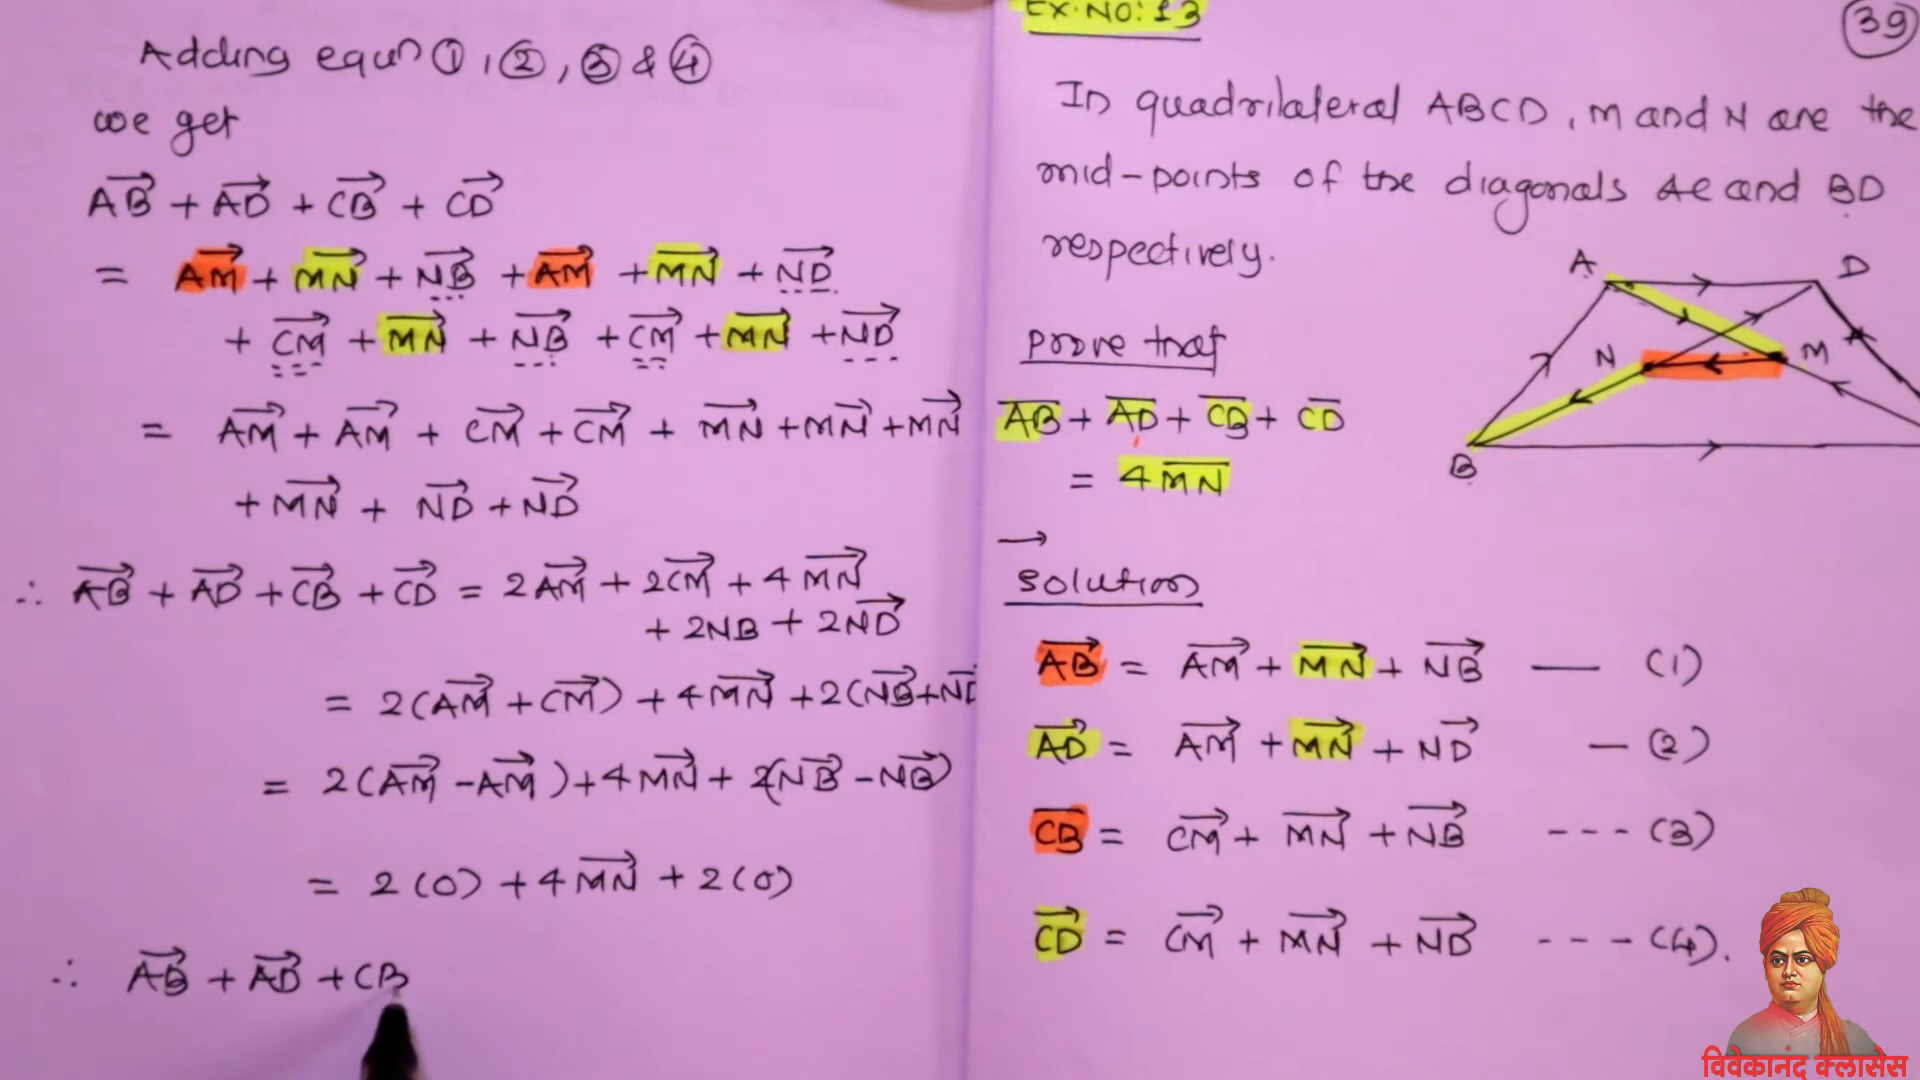 Adding equn ①, ②, ③ & ④
we get
AB + AD + CB + CD
= AM + MN + NB + AM + MN + ND
+ CM + MN + NB + CM + MN + ND
= AM + AM + CM + CM + MN + MN + MN
+ MN + ND + ND
∴ AB + AD + CB + CD = 2AM + 2CM + 4MN
+ 2NB + 2ND
= 2(AM + CM) + 4MN + 2(NB + ND
= 2(AM - AM) + 4MN + 2(NB - NB)
= 2(0) + 4MN + 2(0)
∴ AB + AD + CB
EX.NO: 13
39
In quadrilateral ABCD, M and N are the
mid-points of the diagonals AC and BD
respectively.
A D
N M
B
prove that
AB + AD + CB + CD
= 4MN
→
solution
AB = AM + MN + NB — (1)
AD = AM + MN + ND — (2)
CB = CM + MN + NB --- (3)
CD = CM + MN + ND --- (4).
विवेकानंद क्लासेस